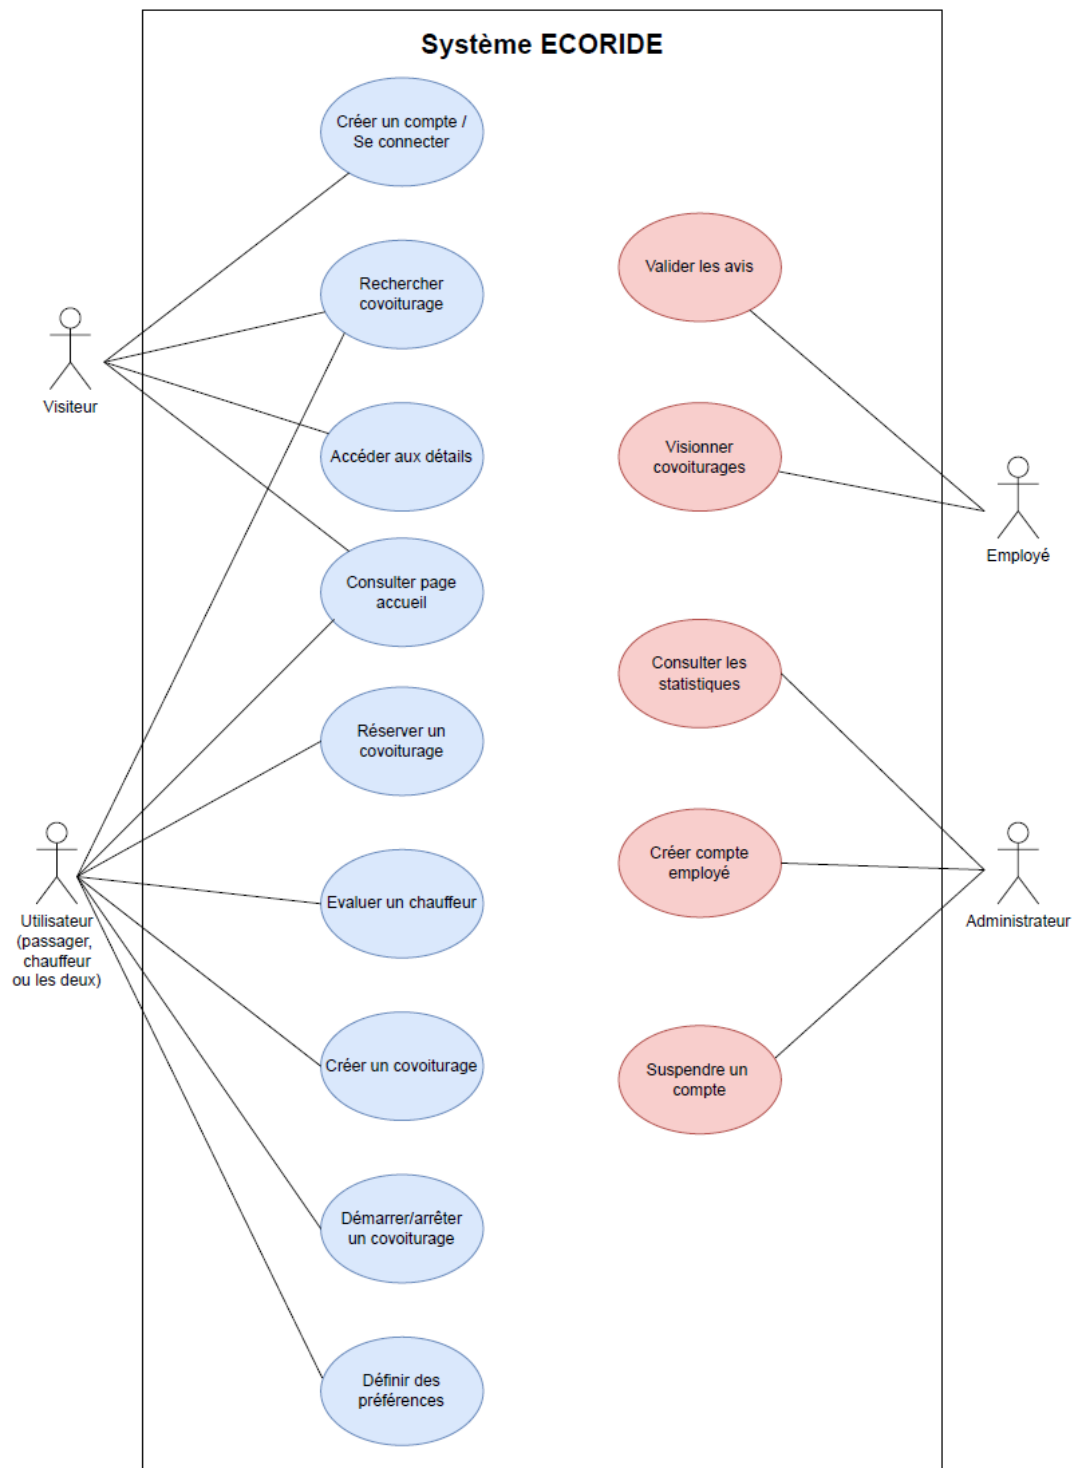 Système ECORIDE
Créer un compte /
Se connecter
Rechercher
covoiturage
Valider les avis
Visiteur
Accéder aux détails
Visionner
covoiturages
Employé
Consulter page
accueil
Consulter les
statistiques
Réserver un
covoiturage
Créer compte
employé
Utilisateur
(passager,
chauffeur
ou les deux)
Evaluer un chauffeur
Administrateur
Créer un covoiturage
Suspendre un
compte
Démarrer/arrêter
un covoiturage
Définir des
préférences